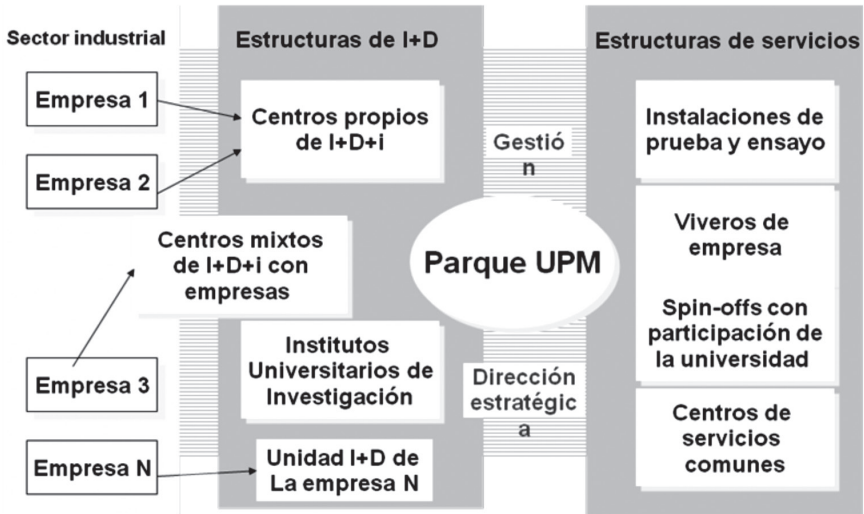 Sector industrial
Empresa 1
Empresa 2
Empresa 3
Empresa N
Estructuras de I+D
Centros propios
de I+D+i
Centros mixtos
de I+D+i con
empresas
Institutos
Universitarios de
Investigación
Unidad I+D de
La empresa N
Gestió
n
Parque UPM
Dirección
estratégic
a
Estructuras de servicios
Instalaciones de
prueba y ensayo
Viveros de
empresa
Spin-offs con
participación de
la universidad
Centros de
servicios
comunes